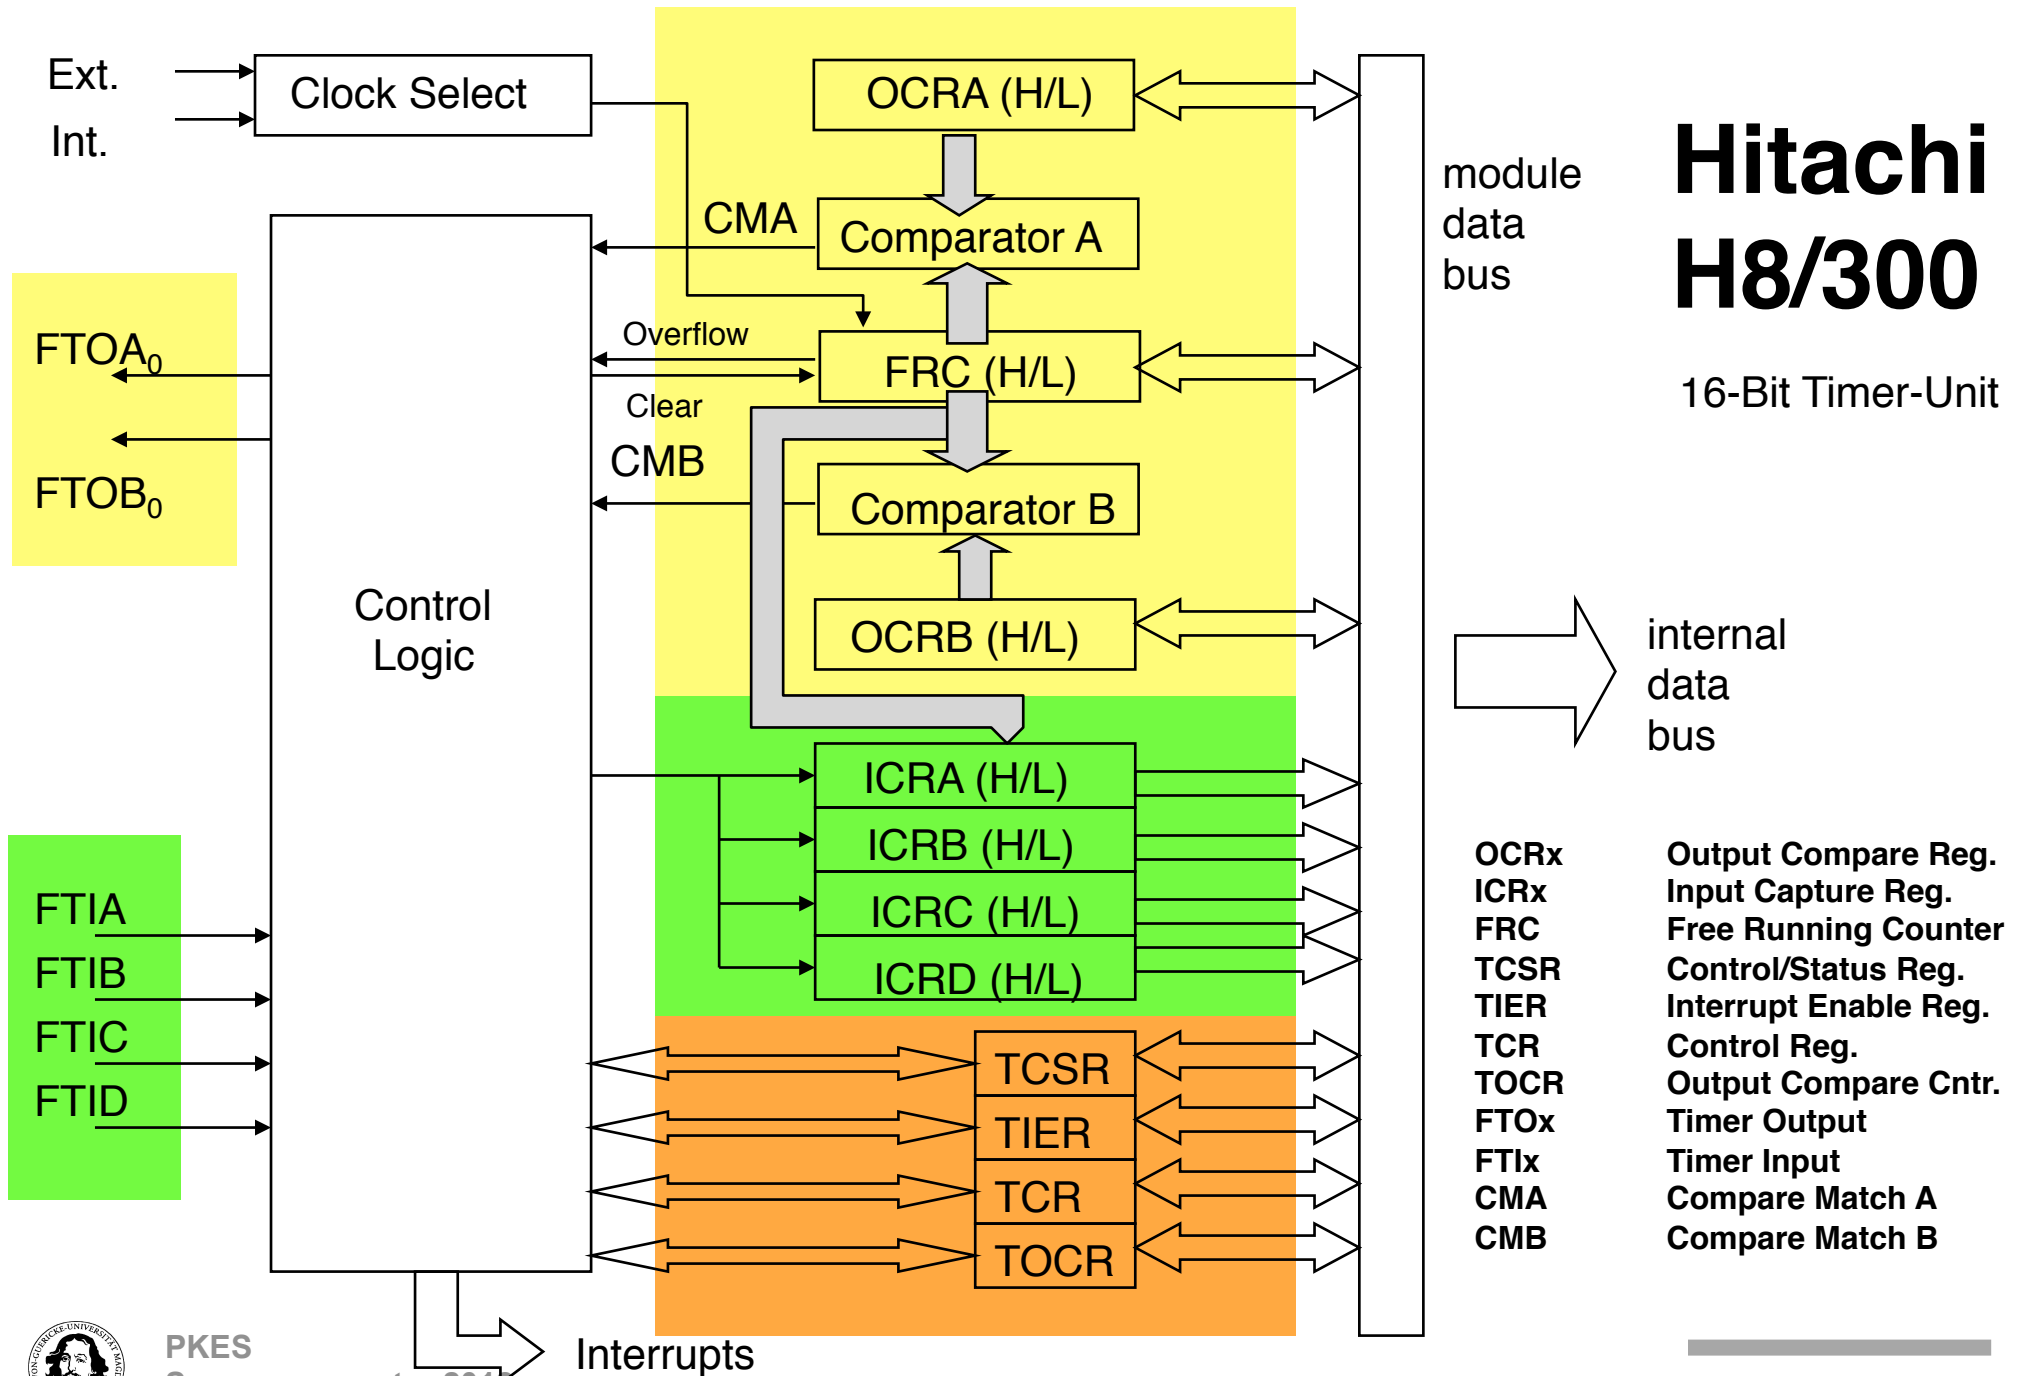 Ext.
Int.
Clock Select
OCRA (H/L)
CMA
Comparator A
Overflow
FRC (H/L)
Clear
CMB
Comparator B
OCRB (H/L)
FTOA0
FTOB0
Control
Logic
ICRA (H/L)
ICRB (H/L)
ICRC (H/L)
ICRD (H/L)
FTIA
FTIB
FTIC
FTID
TCSR
TIER
TCR
TOCR
Interrupts
module
data
bus
Hitachi
H8/300
16-Bit Timer-Unit
internal
data
bus
OCRx Output Compare Reg.
ICRx Input Capture Reg.
FRC Free Running Counter
TCSR Control/Status Reg.
TIER Interrupt Enable Reg.
TCR Control Reg.
TOCR Output Compare Cntr.
FTOx Timer Output
FTIx Timer Input
CMA Compare Match A
CMB Compare Match B
PKES